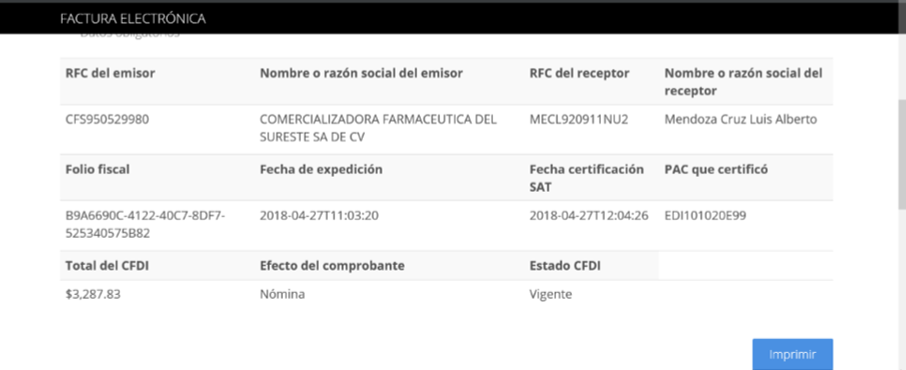 FACTURA ELECTRÓNICA
* Datos obligatorios
RFC del emisor
Nombre o razón social del emisor
RFC del receptor
Nombre o razón social del
receptor
CFS950529980
COMERCIALIZADORA FARMACEUTICA DEL
SURESTE SA DE CV
MECL920911NU2
Mendoza Cruz Luis Alberto
Folio fiscal
Fecha de expedición
Fecha certificación
SAT
PAC que certificó
B9A6690C-4122-40C7-8DF7-
525340575B82
2018-04-27T11:03:20
2018-04-27T12:04:26
EDI101020E99
Total del CFDI
Efecto del comprobante
Estado CFDI
$3,287.83
Nómina
Vigente
Imprimir